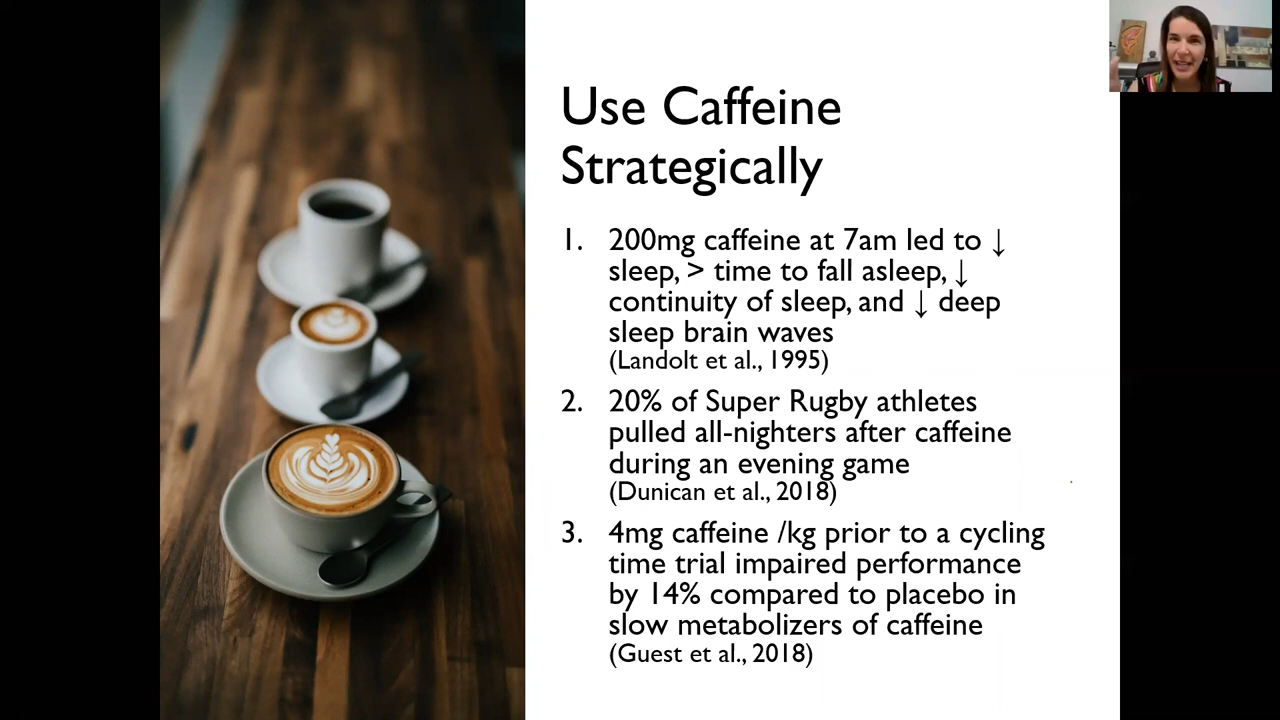 Use Caffeine
Strategically
1. 200mg caffeine at 7am led to ↓
sleep, > time to fall asleep, ↓
continuity of sleep, and ↓ deep
sleep brain waves
(Landolt et al., 1995)
2. 20% of Super Rugby athletes
pulled all-nighters after caffeine
during an evening game
(Dunican et al., 2018)
3. 4mg caffeine /kg prior to a cycling
time trial impaired performance
by 14% compared to placebo in
slow metabolizers of caffeine
(Guest et al., 2018)